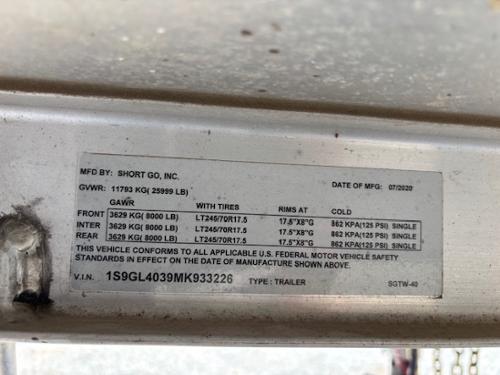 MFD BY: SHORT GO, INC.
GVWR: 11793 KG( 25999 LB) DATE OF MFG: 07/2020
GAWR WITH TIRES RIMS AT COLD
FRONT 3629 KG( 8000 LB) LT245/70R17.5 17.5"X8"G 862 KPA(125 PSI) SINGLE
INTER 3629 KG( 8000 LB) LT245/70R17.5 17.5"X8"G 862 KPA(125 PSI) SINGLE
REAR 3629 KG( 8000 LB) LT245/70R17.5 17.5"X8"G 862 KPA(125 PSI) SINGLE
THIS VEHICLE CONFORMS TO ALL APPLICABLE U.S. FEDERAL MOTOR VEHICLE SAFETY
STANDARDS IN EFFECT ON THE DATE OF MANUFACTURE SHOWN ABOVE.
V.I.N. 1S9GL4039MK933226 TYPE : TRAILER SGTW-40